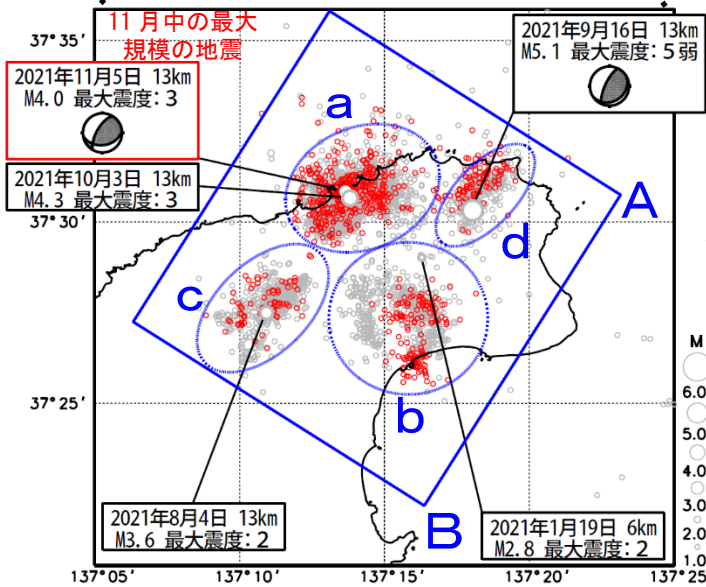 11月中の最大
規模の地震
37°35′
2021年9月16日 13km
M5.1 最大震度:5弱
2021年11月5日 13km
M4.0 最大震度:3
a
2021年10月3日 13km
M4.3 最大震度:3
A
37°30′
d
c
M
37°25′
b
6.0
5.0
4.0
3.0
2.0
1.0
2021年8月4日 13km
M3.6 最大震度:2
B
2021年1月19日 6km
M2.8 最大震度:2
137°05′
137°10′
137°15′
137°20′
137°25′